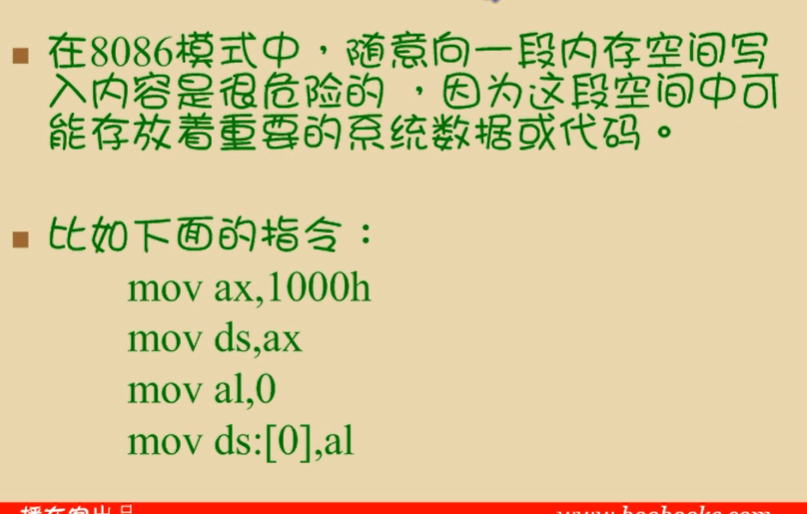 在8086模式中，随意向一段内存空间写
入内容是很危险的 ，因为这段空间中可
能存放着重要的系统数据或代码。
比如下面的指令：
mov ax,1000h
mov ds,ax
mov al,0
mov ds:[0],al